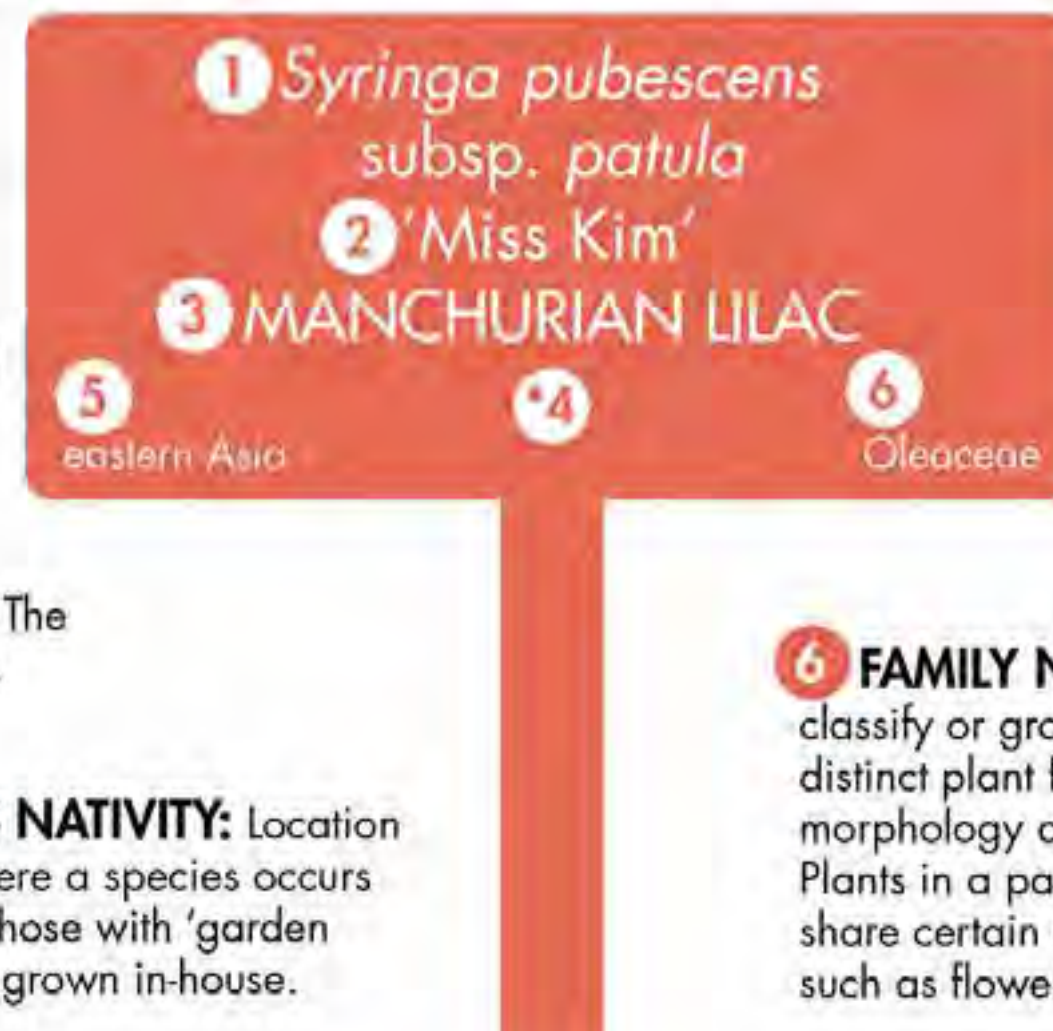 1 Syringa pubescens
subsp. patula
2 'Miss Kim'
3 MANCHURIAN LILAC
5 *4 6
eastern Asia Oleaceae
The
NATIVITY: Location
ere a species occurs
hose with 'garden
grown in-house.
6 FAMILY N
classify or gro
distinct plant f
morphology a
Plants in a pa
share certain
such as flowe